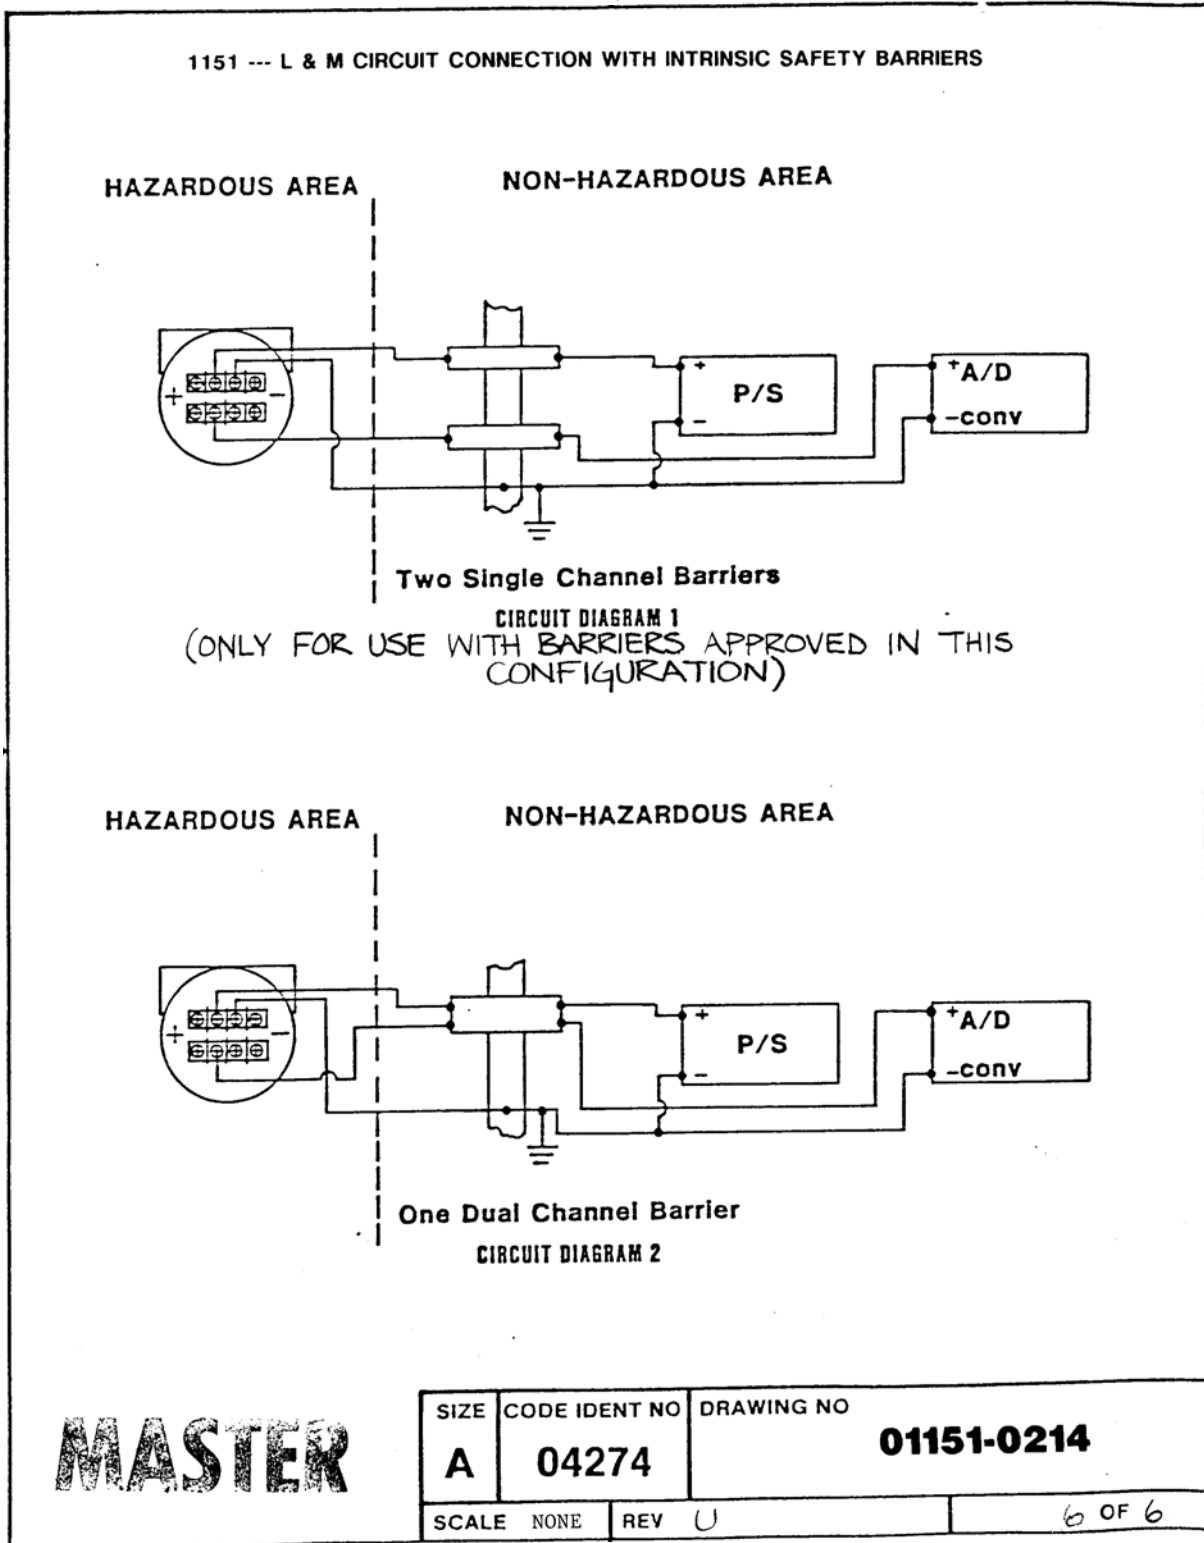 1151 --- L & M CIRCUIT CONNECTION WITH INTRINSIC SAFETY BARRIERS
HAZARDOUS AREA
NON-HAZARDOUS AREA
+ -
+
P/S
-
+A/D
-conv
Two Single Channel Barriers
CIRCUIT DIAGRAM 1
(ONLY FOR USE WITH BARRIERS APPROVED IN THIS
CONFIGURATION)
HAZARDOUS AREA
NON-HAZARDOUS AREA
+ -
+
P/S
-
+A/D
-conv
One Dual Channel Barrier
CIRCUIT DIAGRAM 2
MASTER
SIZE
A
CODE IDENT NO
04274
DRAWING NO
01151-0214
SCALE NONE
REV U
6 OF 6